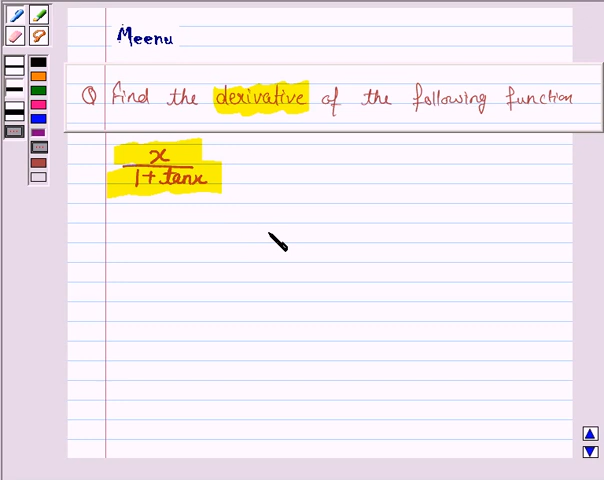 Meenu
Q Find the derivative of the following function
x
1 + tanx